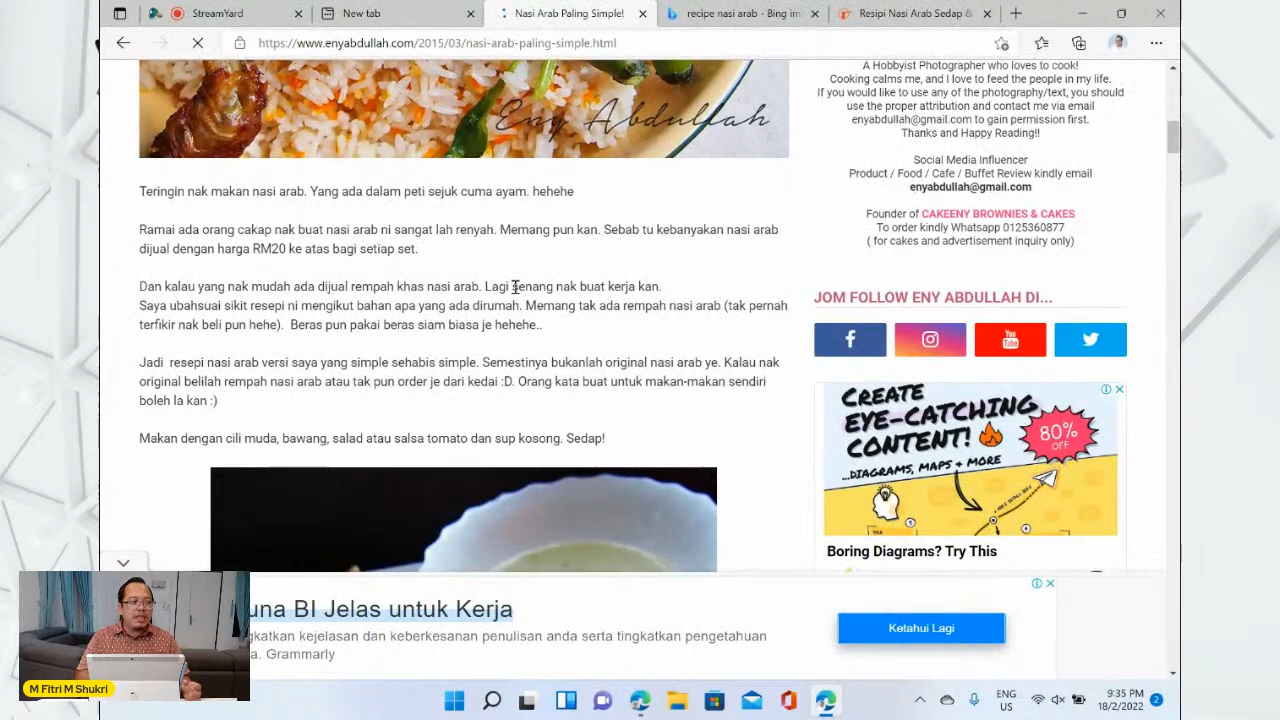 StreamYard
New tab
Nasi Arab Paling Simple!
recipe nasi arab - Bing im
Resipi Nasi Arab Sedap &
https://www.enyabdullah.com/2015/03/nasi-arab-paling-simple.html
Eny Abdullah
Teringin nak makan nasi arab. Yang ada dalam peti sejuk cuma ayam. hehehe
Ramai ada orang cakap nak buat nasi arab ni sangat lah renyah. Memang pun kan. Sebab tu kebanyakan nasi arab
dijual dengan harga RM20 ke atas bagi setiap set.
Dan kalau yang nak mudah ada dijual rempah khas nasi arab. Lagi senang nak buat kerja kan.
Saya ubahsuai sikit resepi ni mengikut bahan apa yang ada dirumah. Memang tak ada rempah nasi arab (tak pernah
terfikir nak beli pun hehe).  Beras pun pakai beras siam biasa je hehehe..
Jadi  resepi nasi arab versi saya yang simple sehabis simple. Semestinya bukanlah original nasi arab ye. Kalau nak
original belilah rempah nasi arab atau tak pun order je dari kedai :D. Orang kata buat untuk makan-makan sendiri
boleh la kan :)
Makan dengan cili muda, bawang, salad atau salsa tomato dan sup kosong. Sedap!
A Hobbyist Photographer who loves to cook!
Cooking calms me, and I love to feed the people in my life.
If you would like to use any of the photography/text, you should
use the proper attribution and contact me via email
enyabdullah@gmail.com to gain permission first.
Thanks and Happy Reading!!
Social Media Influencer
Product / Food / Cafe / Buffet Review kindly email
enyabdullah@gmail.com
Founder of CAKEENY BROWNIES & CAKES
To order kindly Whatsapp 0125360877
( for cakes and advertisement inquiry only)
JOM FOLLOW ENY ABDULLAH DI...
You
Tube
CREATE
EYE-CATCHING
CONTENT!
...DIAGRAMS, MAPS & MORE
80%
OFF
Boring Diagrams? Try This
una BI Jelas untuk Kerja
gkatkan kejelasan dan keberkesanan penulisan anda serta tingkatkan pengetahuan
a. Grammarly
Ketahui Lagi
M Fitri M Shukri
ENG
US
9:35 PM
18/2/2022
2